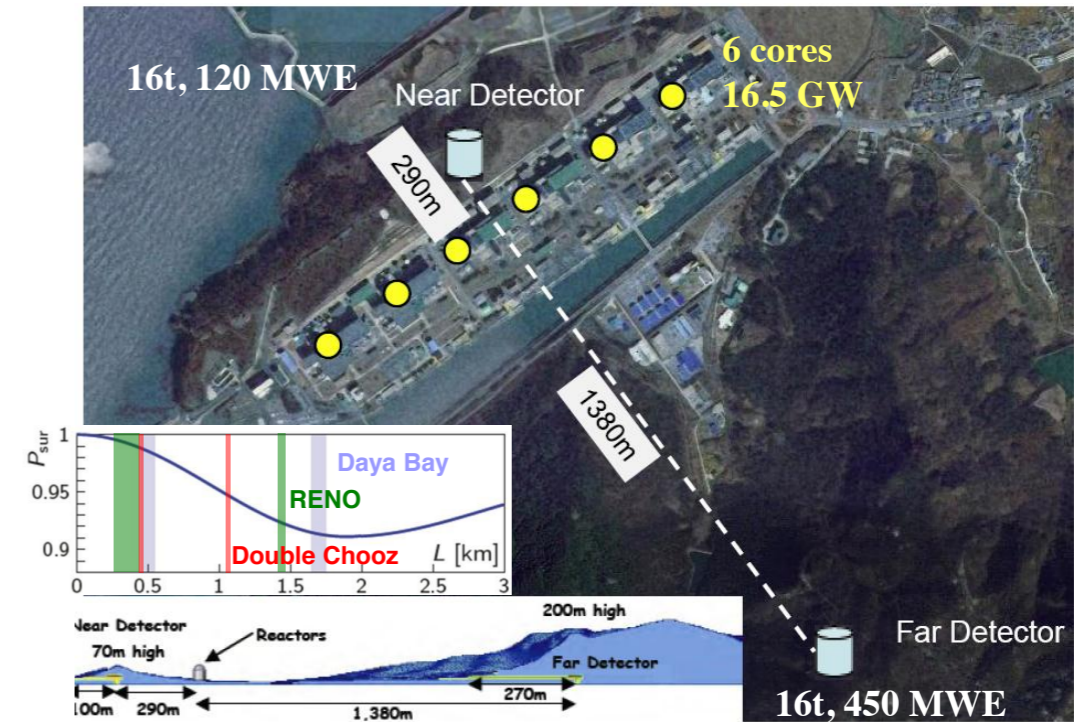 16t, 120 MWE
Near Detector
6 cores
16.5 GW
290m
1380m
Far Detector
16t, 450 MWE
P sur
1
0.95
0.9
Daya Bay
RENO
Double Chooz
L [km]
0 0.5 1 1.5 2 2.5 3
Near Detector
70m high
Reactors
200m high
Far Detector
100m 290m
270m
1,380m